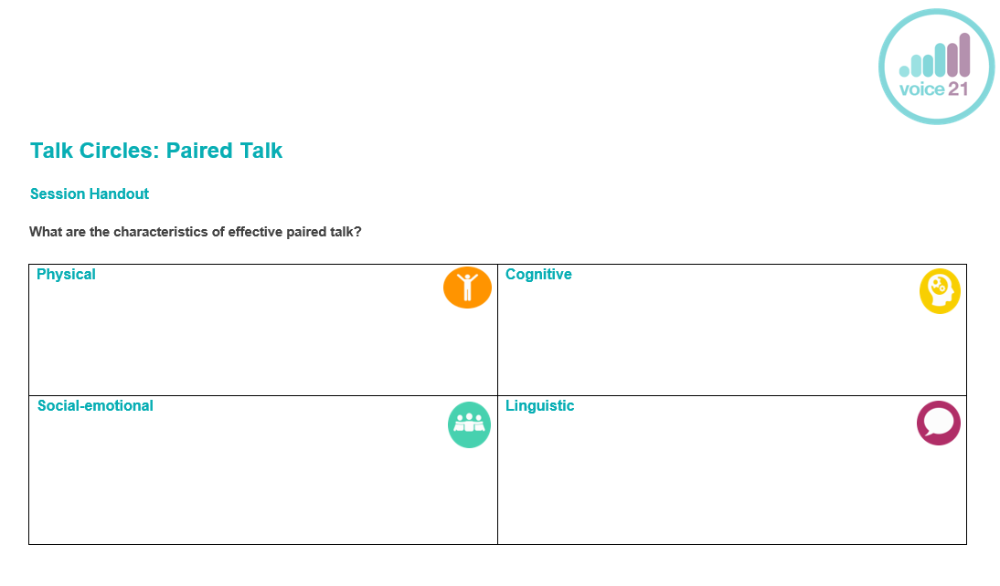 voice 21
Talk Circles: Paired Talk
Session Handout
What are the characteristics of effective paired talk?
Physical
Cognitive
Social-emotional
Linguistic